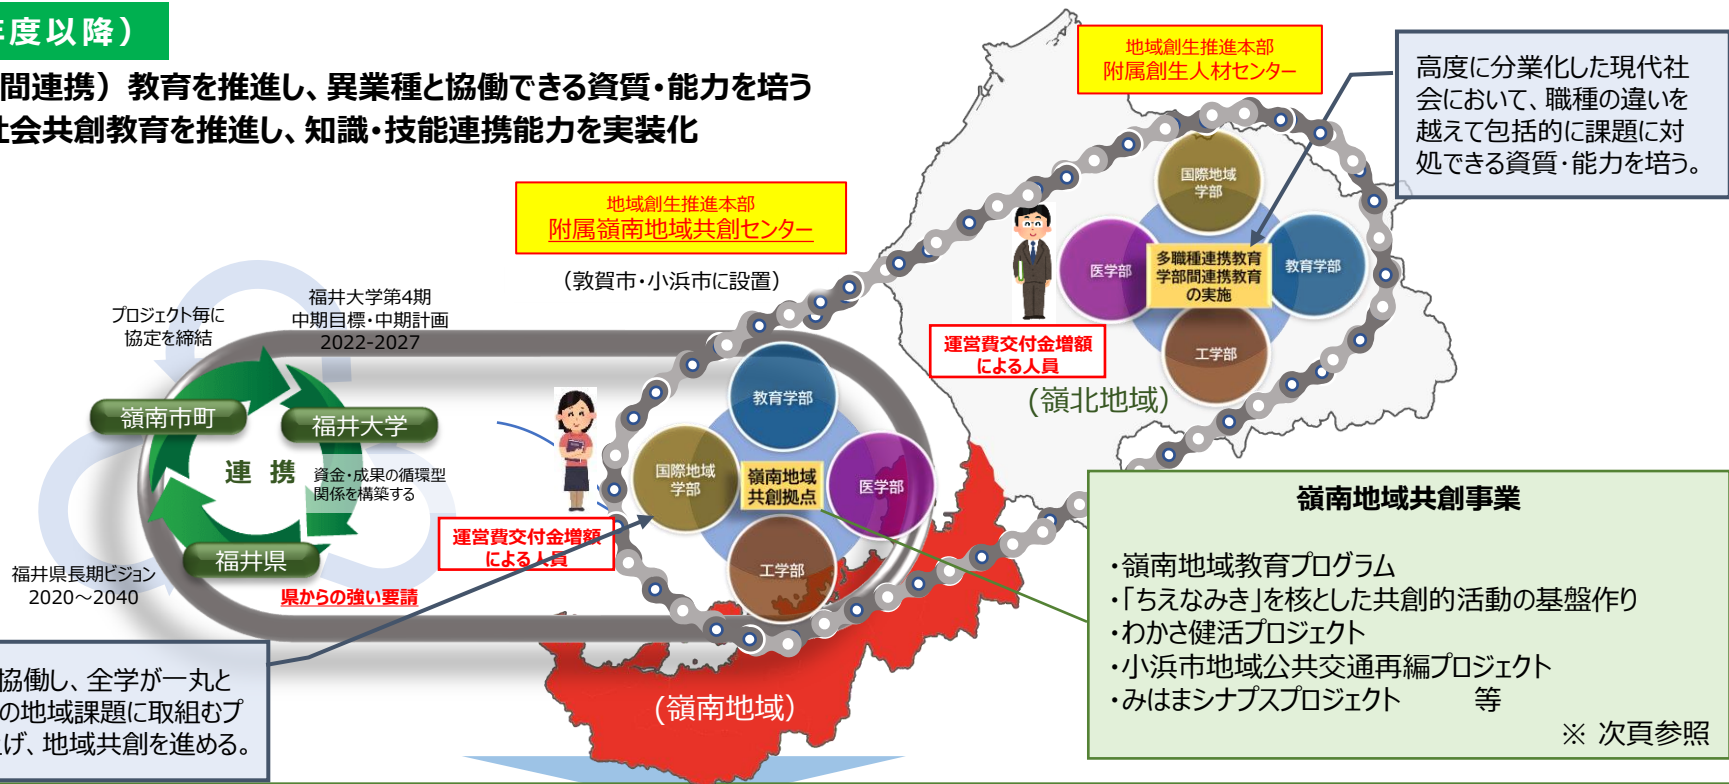 年度以降）
間連携）教育を推進し、異業種と協働できる資質・能力を培う
社会共創教育を推進し、知識・技能連携能力を実装化
地域創生推進本部
附属創生人材センター
高度に分業化した現代社
会において、職種の違いを
越えて包括的に課題に対
処できる資質・能力を培う。
地域創生推進本部
附属嶺南地域共創センター
（敦賀市・小浜市に設置）
国際地域
学部
医学部
多職種連携教育
学部間連携教育
の実施
教育学部
工学部
運営費交付金増額
による人員
(嶺北地域）
プロジェクト毎に
協定を締結
福井大学第4期
中期目標・中期計画
2022-2027
嶺南市町
福井大学
連 携
資金・成果の循環型
関係を構築する
福井県
福井県長期ビジョン
2020～2040
県からの強い要請
運営費交付金増額
による人員
教育学部
国際地域
学部
嶺南地域
共創拠点
医学部
工学部
(嶺南地域）
嶺南地域共創事業
・嶺南地域教育プログラム
・「ちえなみき」を核とした共創的活動の基盤作り
・わかさ健活プロジェクト
・小浜市地域公共交通再編プロジェクト
・みはまシナプスプロジェクト　　等
※ 次頁参照
協働し、全学が一丸と
の地域課題に取組むプ
げ、地域共創を進める。